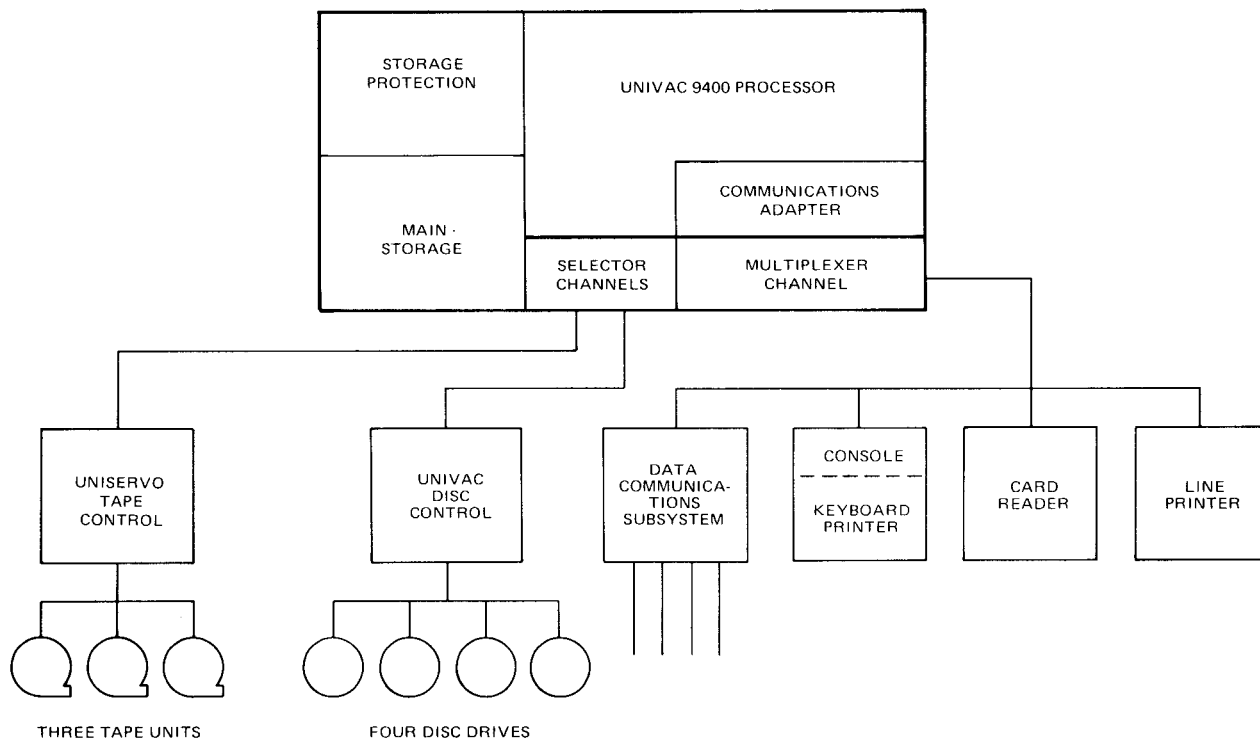 STORAGE
PROTECTION
UNIVAC 9400 PROCESSOR
COMMUNICATIONS
ADAPTER
MAIN
STORAGE
SELECTOR
CHANNELS
MULTIPLEXER
CHANNEL
UNISERVO
TAPE
CONTROL
UNIVAC
DISC
CONTROL
DATA
COMMUNICA-
TIONS
SUBSYSTEM
CONSOLE
KEYBOARD
PRINTER
CARD
READER
LINE
PRINTER
THREE TAPE UNITS
FOUR DISC DRIVES